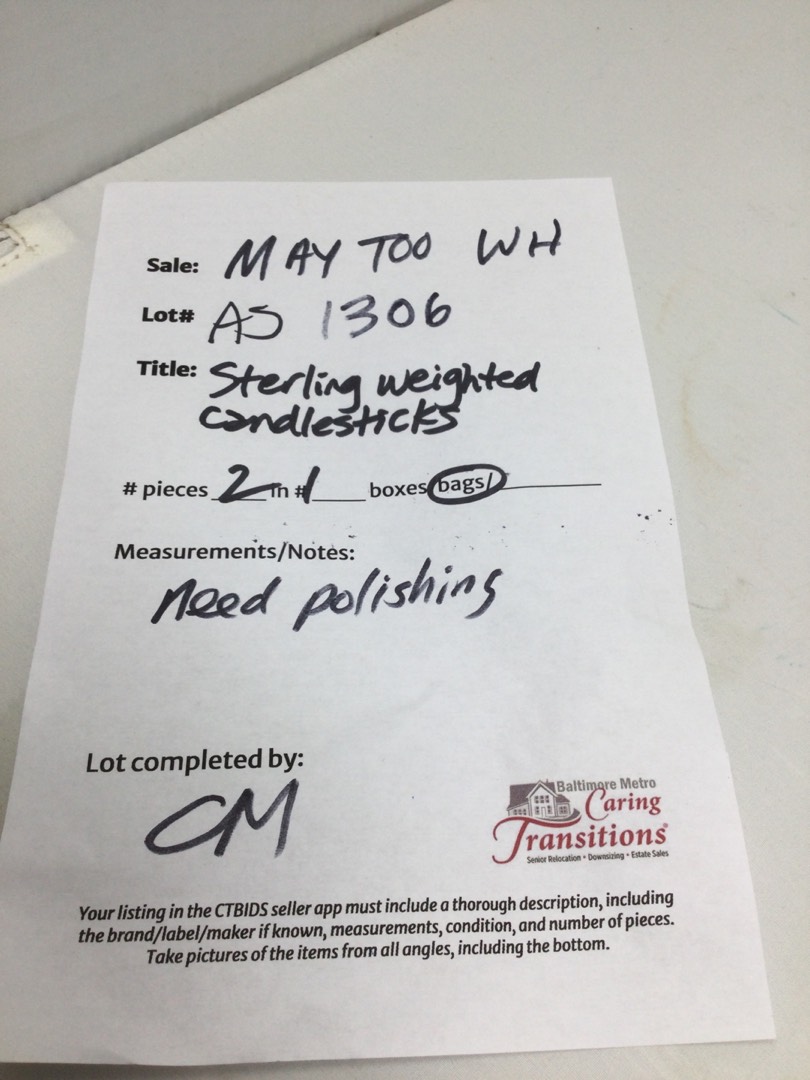 Sale: MAY TOO WH
Lot# AS 1306
Title: Sterling weighted
candlesticks
# pieces 2 in # 1 boxes bags/
Measurements/Notes:
need polishing
Lot completed by:
CM
Baltimore Metro
Caring
Transitions®
Senior Relocation • Downsizing • Estate Sales
Your listing in the CTBIDS seller app must include a thorough description, including
the brand/label/maker if known, measurements, condition, and number of pieces.
Take pictures of the items from all angles, including the bottom.